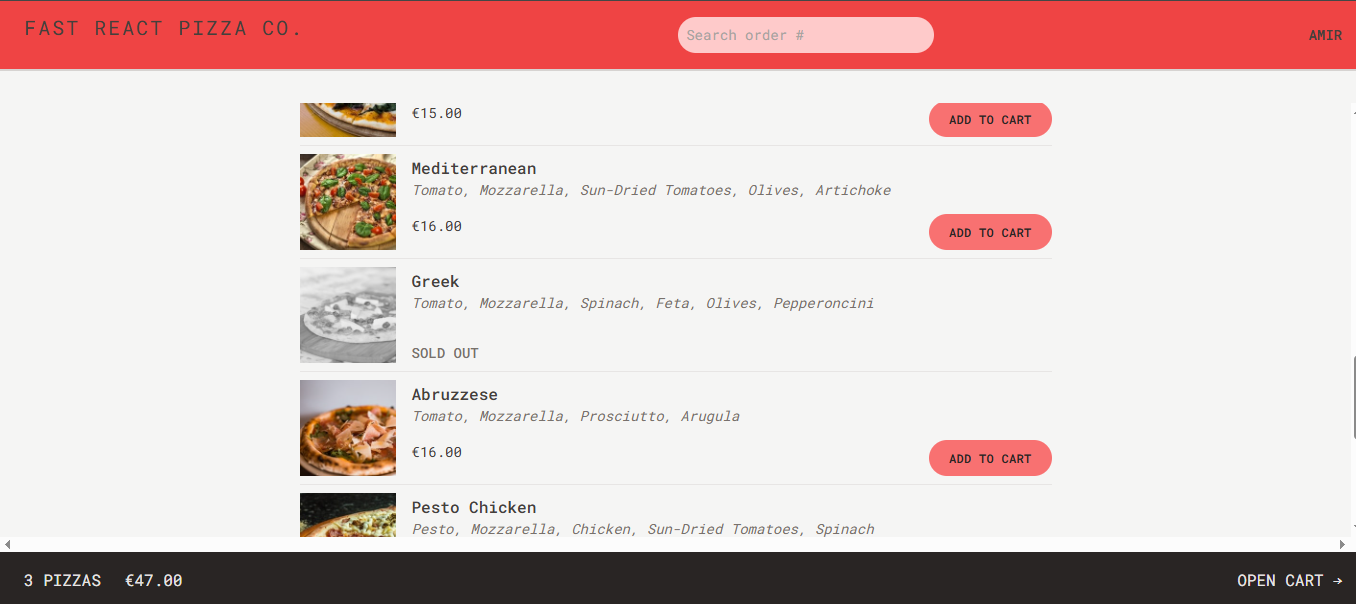 FAST REACT PIZZA CO.
Search order #
AMIR
€15.00
ADD TO CART
Mediterranean
Tomato, Mozzarella, Sun-Dried Tomatoes, Olives, Artichoke
€16.00
ADD TO CART
Greek
Tomato, Mozzarella, Spinach, Feta, Olives, Pepperoncini
SOLD OUT
Abruzzese
Tomato, Mozzarella, Prosciutto, Arugula
€16.00
ADD TO CART
Pesto Chicken
Pesto, Mozzarella, Chicken, Sun-Dried Tomatoes, Spinach
3 PIZZAS €47.00
OPEN CART →